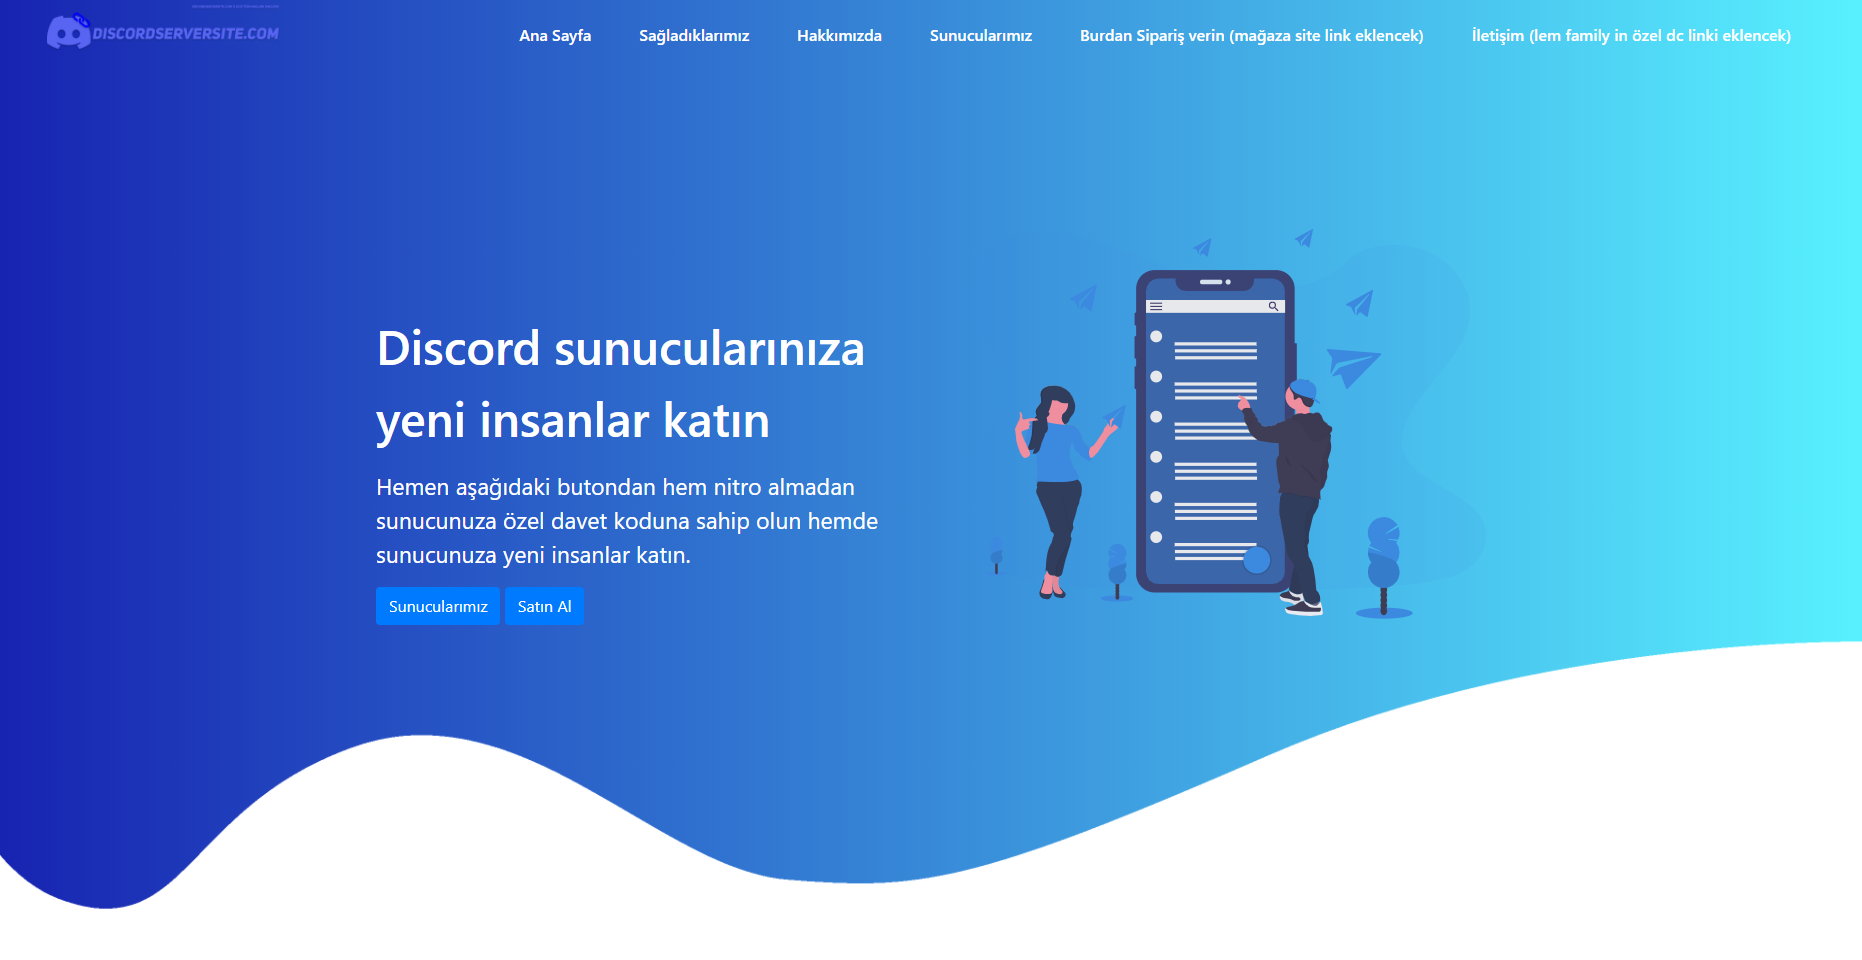 DISCORDSERVERSITE.COM
Ana Sayfa
Sağladıklarımız
Hakkımızda
Sunucularımız
Burdan Sipariş verin (mağaza site link eklencek)
İletişim (lem family in özel dc linki eklencek)
Discord sunucularınıza
yeni insanlar katın
Hemen aşağıdaki butondan hem nitro almadan
sunucunuza özel davet koduna sahip olun hemde
sunucunuza yeni insanlar katın.
Sunucularımız
Satın Al